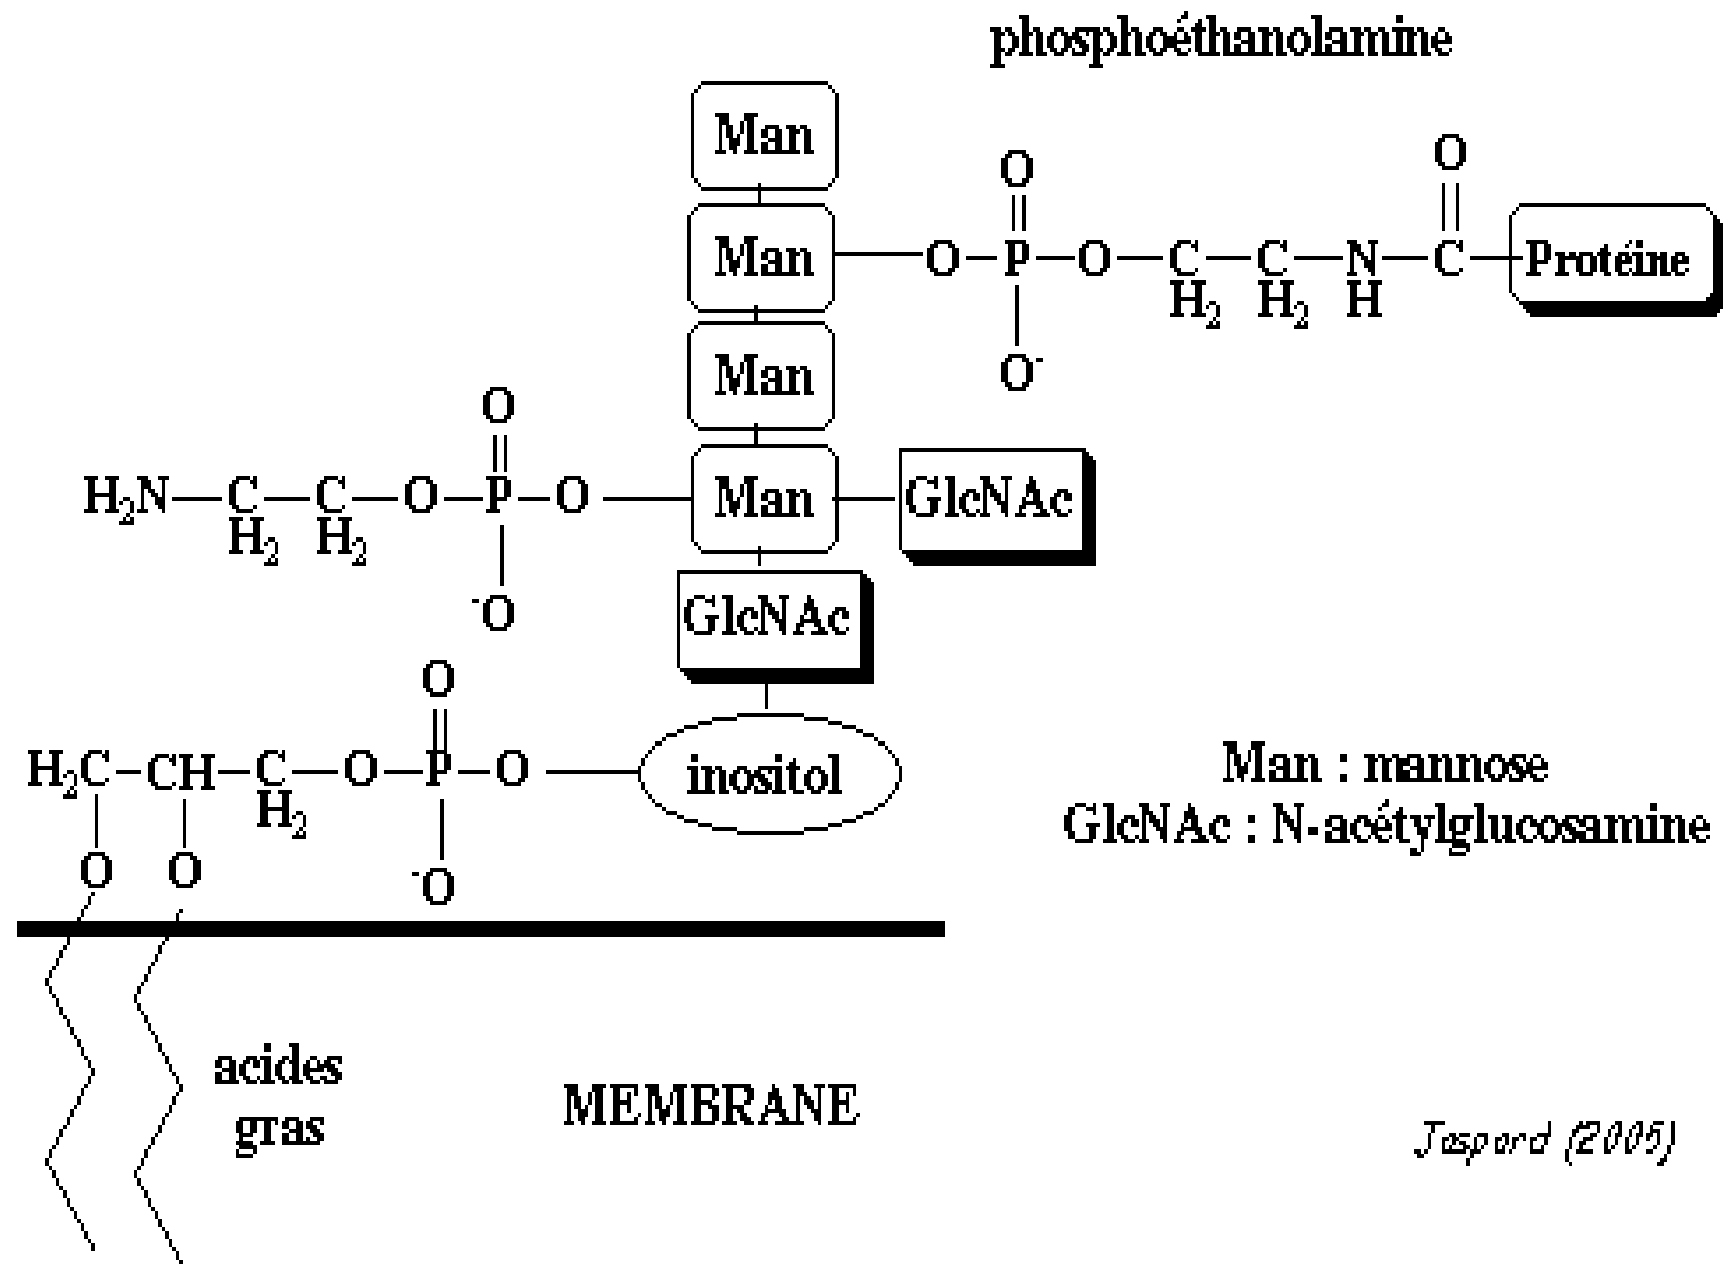 phosphoéthanolamine
Man
O
O
Man
O P O C C N C Protéine
H2 H2 H
Man
O-
O
H2N C C O P O Man GlcNAc
H2 H2
-O
GlcNAc
O
H2C CH C O P O inositol
H2
O O
-O
Man : mannose
GlcNAc : N-acétylglucosamine
acides
gras
MEMBRANE
Jaspard (2005)